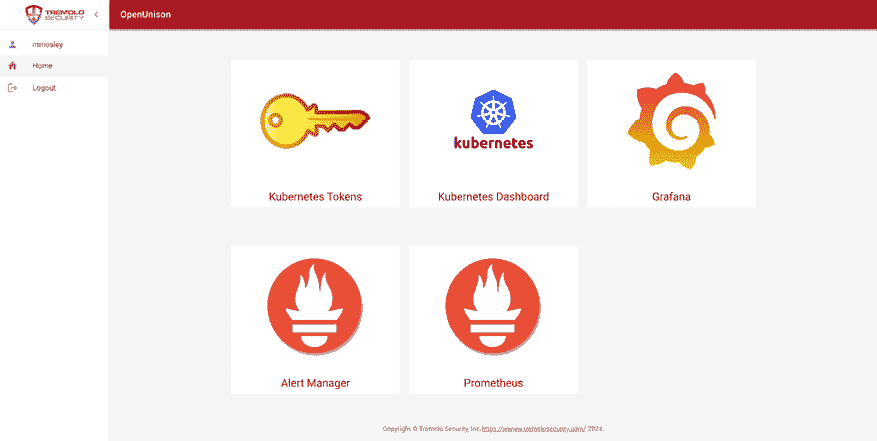 TREMOLO
SECURITY
OpenUnison
mmosley
Home
Logout
kubernetes
Kubernetes Tokens
Kubernetes Dashboard
Grafana
Alert Manager
Prometheus
Copyright © Tremolo Security, Inc. https://www.tremolosecurity.com/ 2024.